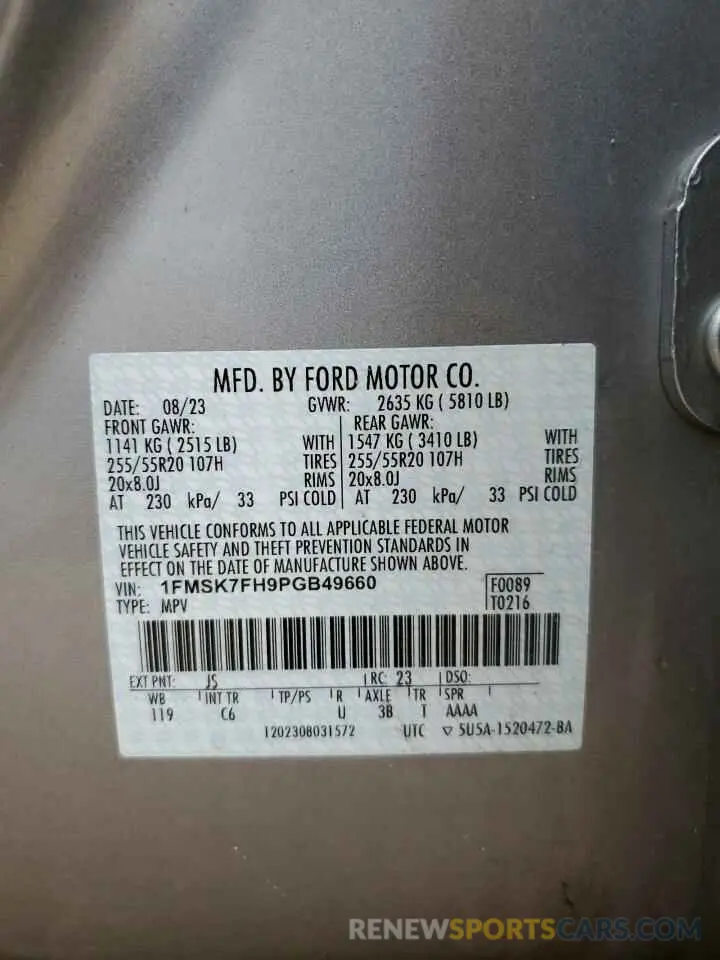 MFD. BY FORD MOTOR CO.
DATE: 08/23 GVWR: 2635 KG ( 5810 LB)
FRONT GAWR: REAR GAWR:
1141 KG ( 2515 LB) WITH 1547 KG ( 3410 LB) WITH
255/55R20 107H TIRES 255/55R20 107H TIRES
20x8.0J RIMS 20x8.0J RIMS
AT 230 kPa/ 33 PSI COLD AT 230 kPa/ 33 PSI COLD
THIS VEHICLE CONFORMS TO ALL APPLICABLE FEDERAL MOTOR
VEHICLE SAFETY AND THEFT PREVENTION STANDARDS IN
EFFECT ON THE DATE OF MANUFACTURE SHOWN ABOVE.
VIN: 1FMSK7FH9PGB49660 F0089
TYPE: MPV T0216
EXT PNT: JS RC: 23 DSO:
WB INT TR TP/PS R AXLE TR SPR
119 C6 U 3B T AAAA
1202308031572 UTC ▽ 5U5A-1520472-BA
RENEWSPORTSCARS.COM